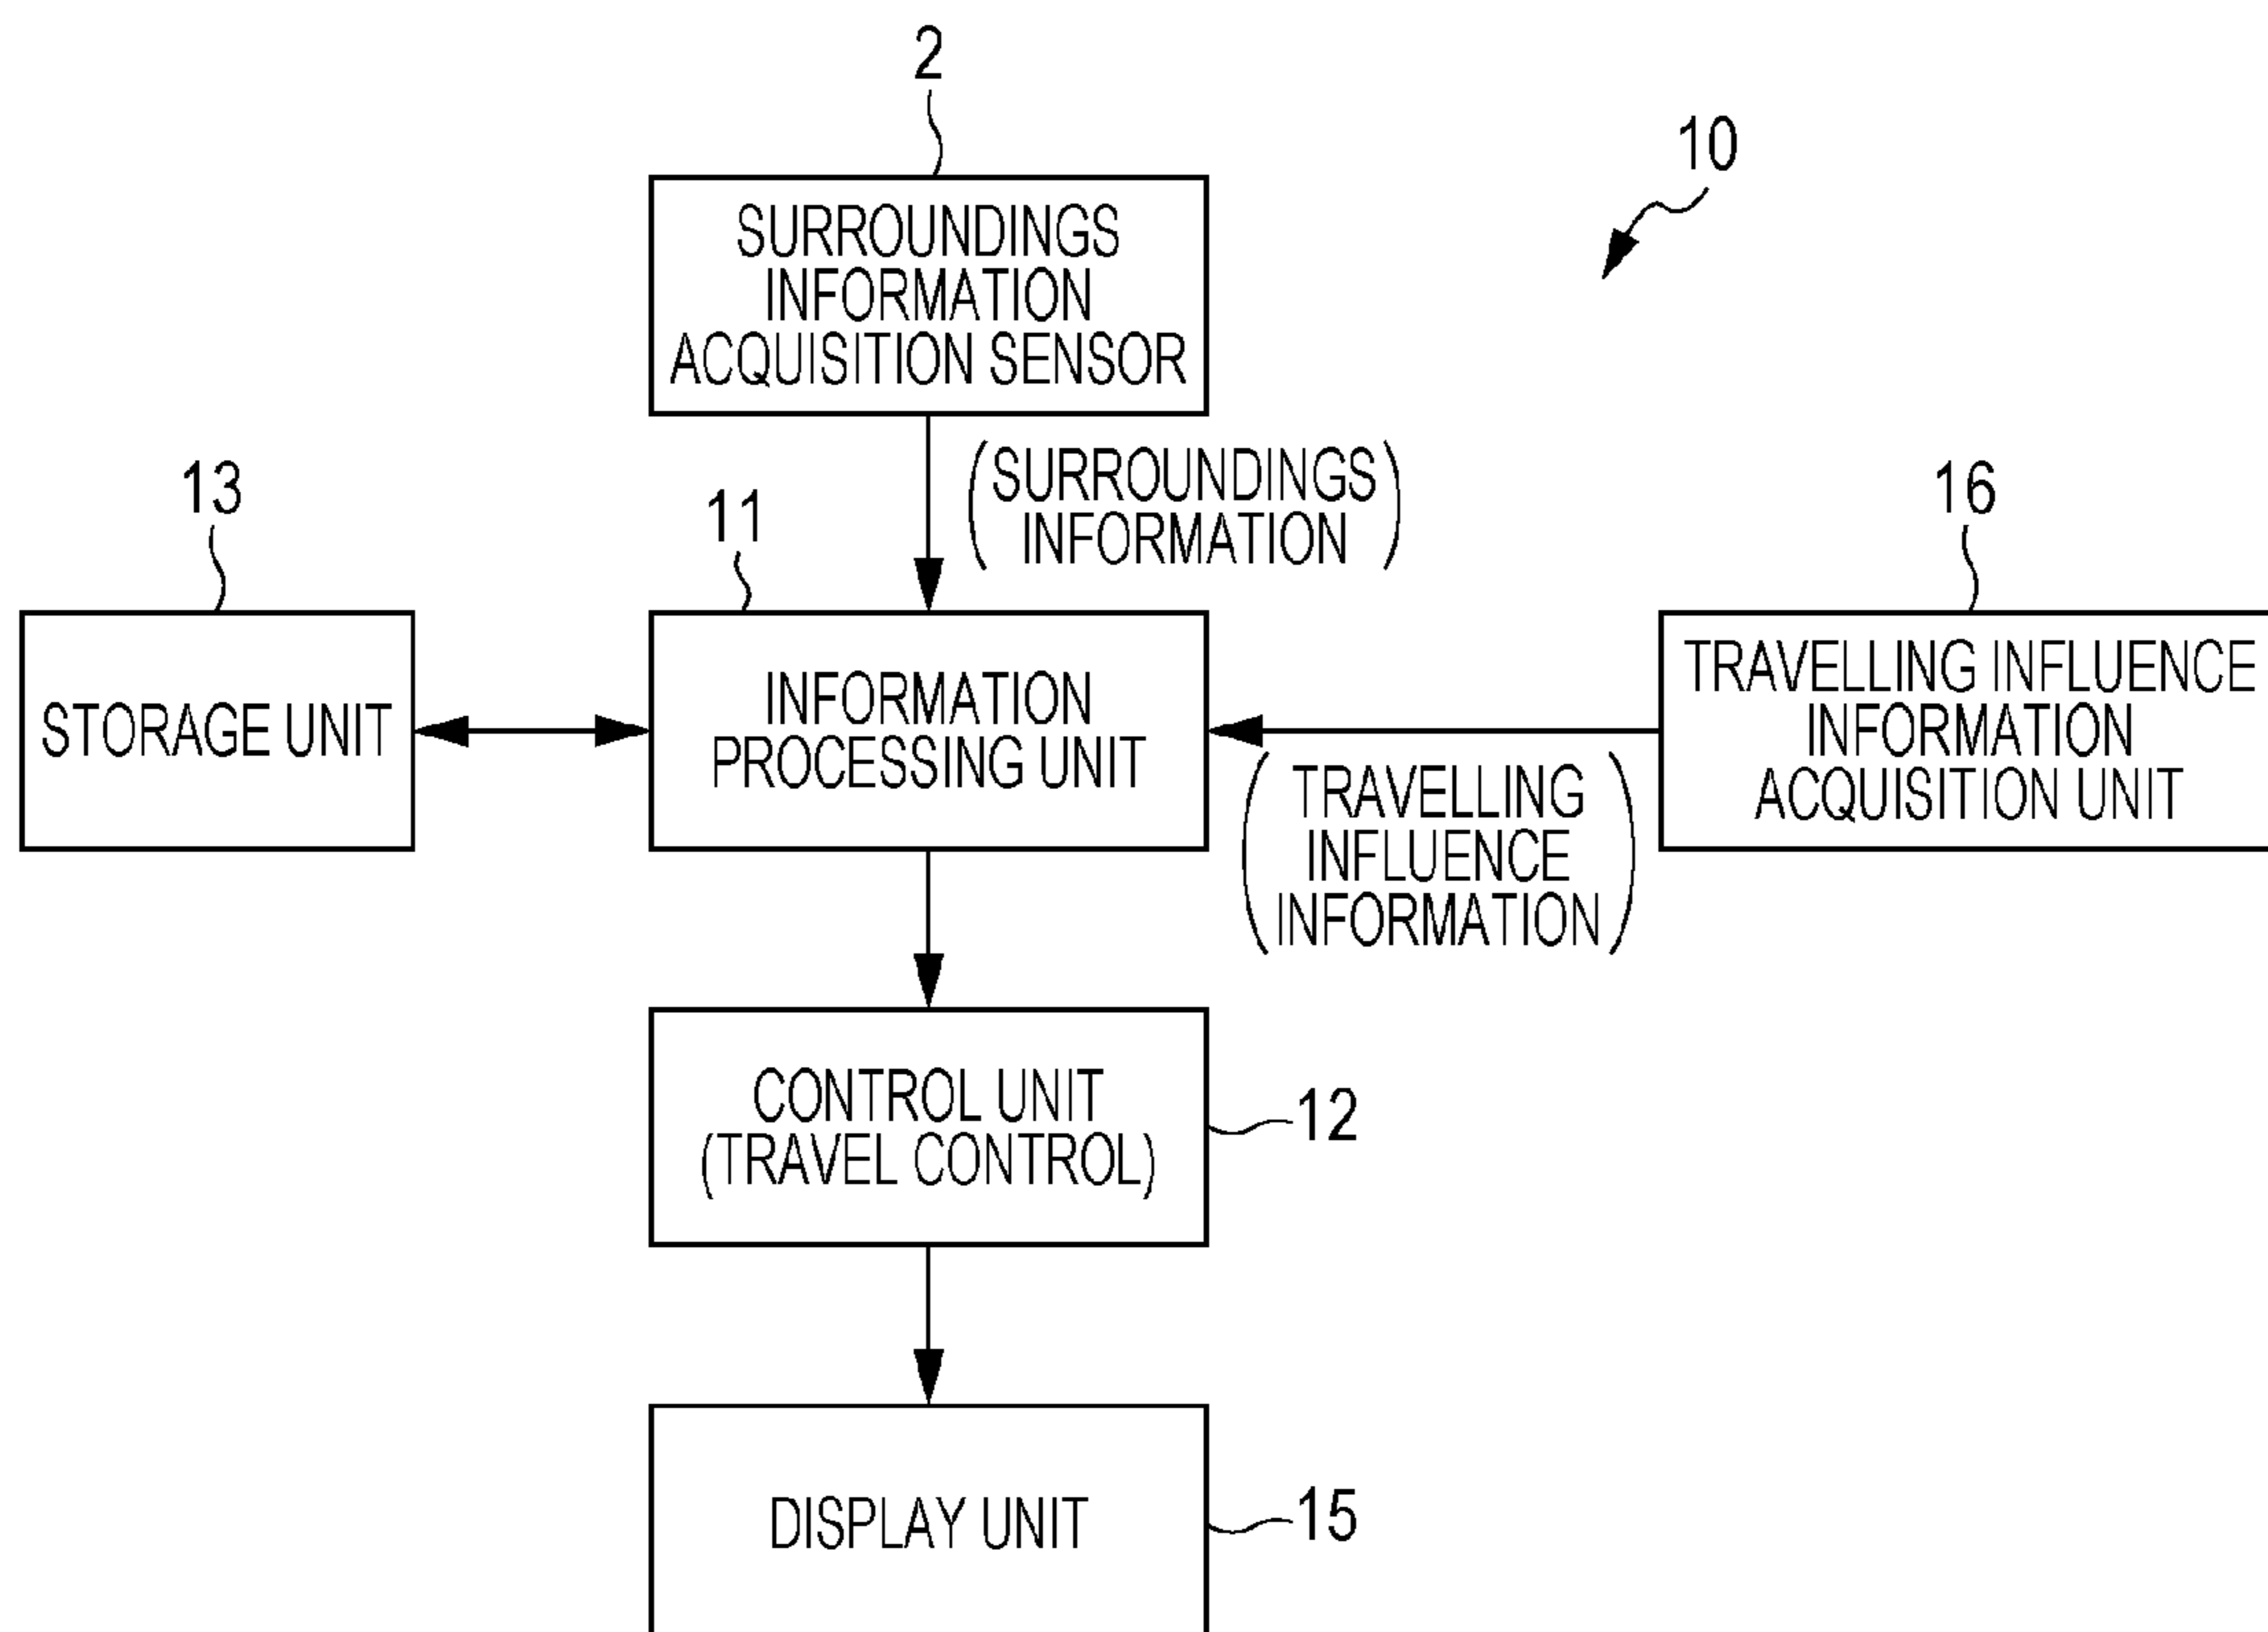 2
10
SURROUNDINGS
INFORMATION
ACQUISITION SENSOR
(SURROUNDINGS
INFORMATION)
13
11
16
STORAGE UNIT
INFORMATION
PROCESSING UNIT
TRAVELLING INFLUENCE
INFORMATION
ACQUISITION UNIT
(TRAVELLING
INFLUENCE
INFORMATION)
CONTROL UNIT
(TRAVEL CONTROL)
12
DISPLAY UNIT
15